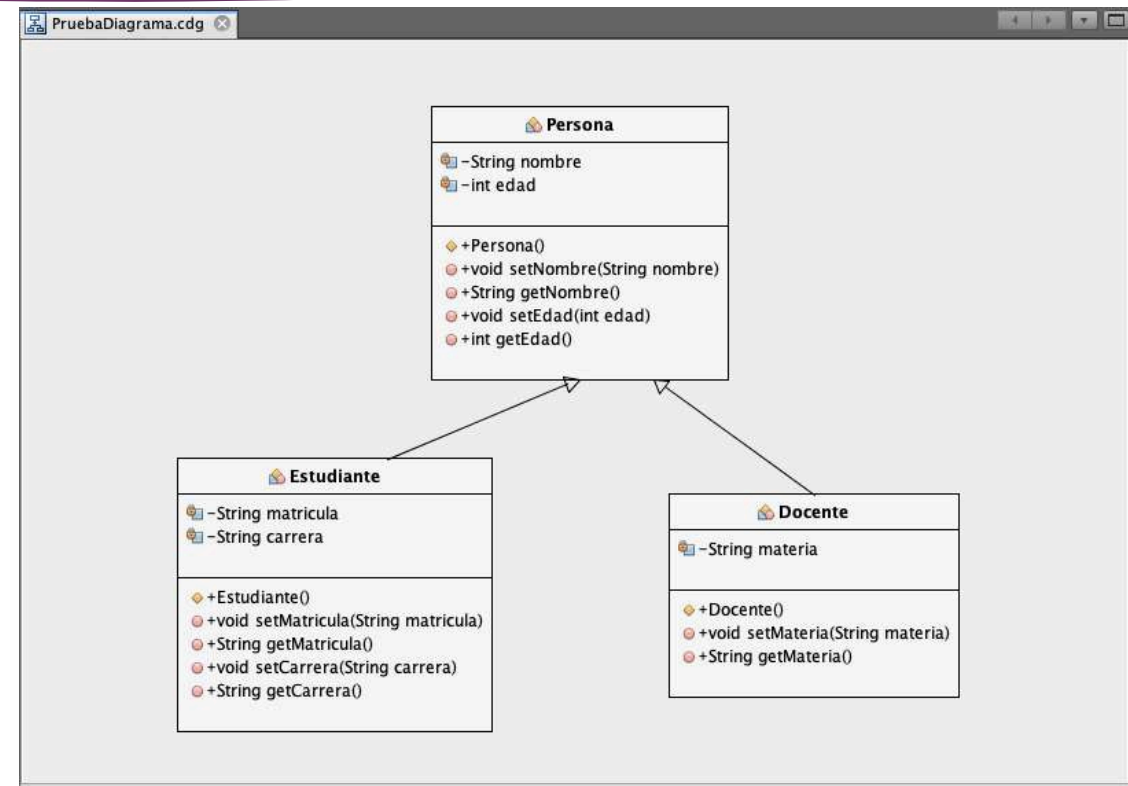 PruebaDiagrama.cdg
Persona
-String nombre
-int edad
+Persona()
+void setNombre(String nombre)
+String getNombre()
+void setEdad(int edad)
+int getEdad()
Estudiante
-String matricula
-String carrera
+Estudiante()
+void setMatricula(String matricula)
+String getMatricula()
+void setCarrera(String carrera)
+String getCarrera()
Docente
-String materia
+Docente()
+void setMateria(String materia)
+String getMateria()